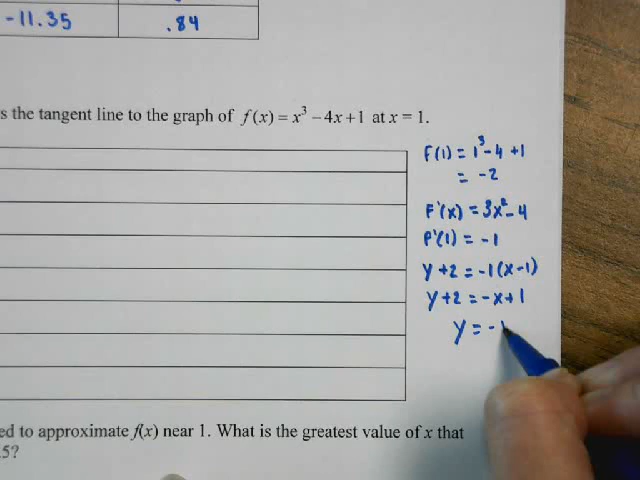 -11.35 .84
s the tangent line to the graph of f(x) = x³ − 4x + 1 at x = 1.
F(1) = 1³ - 4 + 1
= -2
F'(x) = 3x² - 4
F'(1) = -1
y + 2 = -1(x - 1)
y + 2 = -x + 1
y = -
ed to approximate f(x) near 1. What is the greatest value of x that
5?